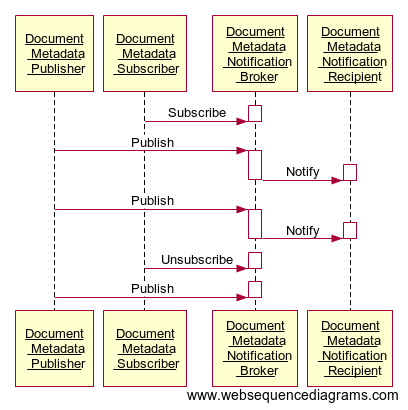 Document
Metadata
Publisher
Document
Metadata
Subscriber
Document
Metadata
Notification
Broker
Document
Metadata
Notification
Recipient
Subscribe
Publish
Notify
Publish
Notify
Unsubscribe
Publish
Document
Metadata
Publisher
Document
Metadata
Subscriber
Document
Metadata
Notification
Broker
Document
Metadata
Notification
Recipient
www.websequencediagrams.com